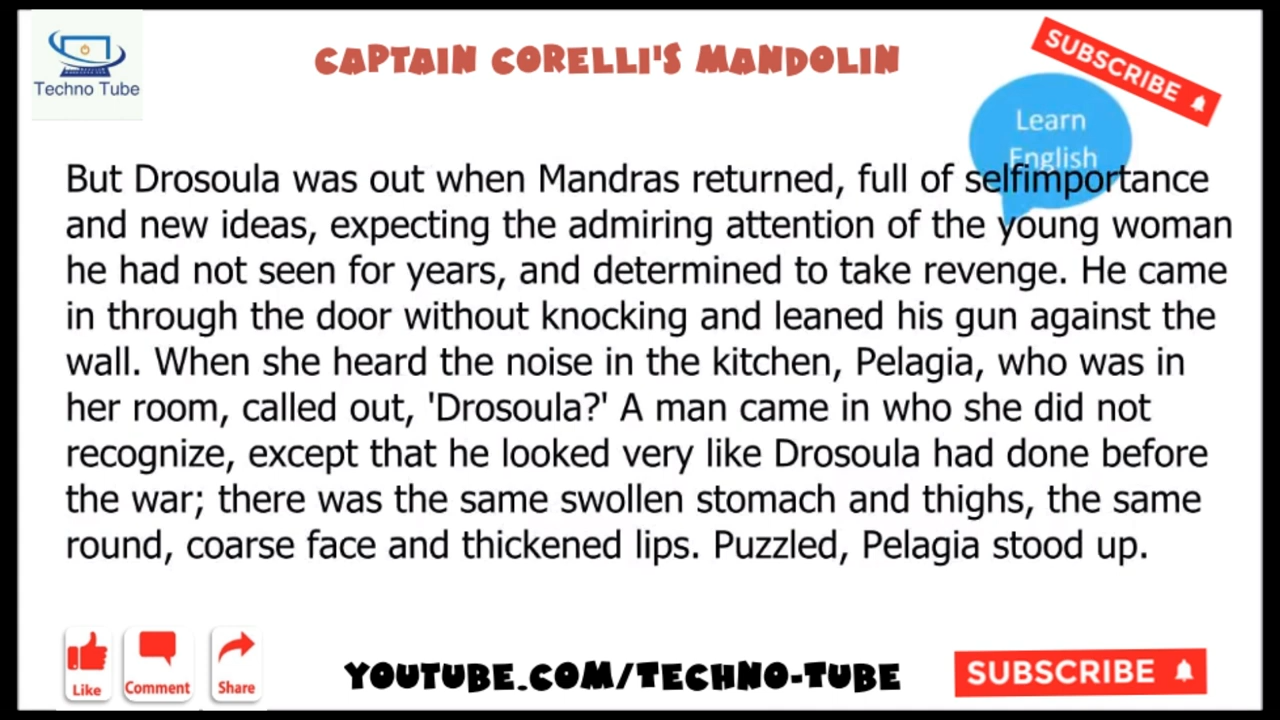 Techno Tube
CAPTAIN CORELLI'S MANDOLIN
SUBSCRIBE
Learn
English
But Drosoula was out when Mandras returned, full of selfimportance
and new ideas, expecting the admiring attention of the young woman
he had not seen for years, and determined to take revenge. He came
in through the door without knocking and leaned his gun against the
wall. When she heard the noise in the kitchen, Pelagia, who was in
her room, called out, 'Drosoula?' A man came in who she did not
recognize, except that he looked very like Drosoula had done before
the war; there was the same swollen stomach and thighs, the same
round, coarse face and thickened lips. Puzzled, Pelagia stood up.
Like
Comment
Share
YOUTUBE.COM/TECHNO-TUBE
SUBSCRIBE